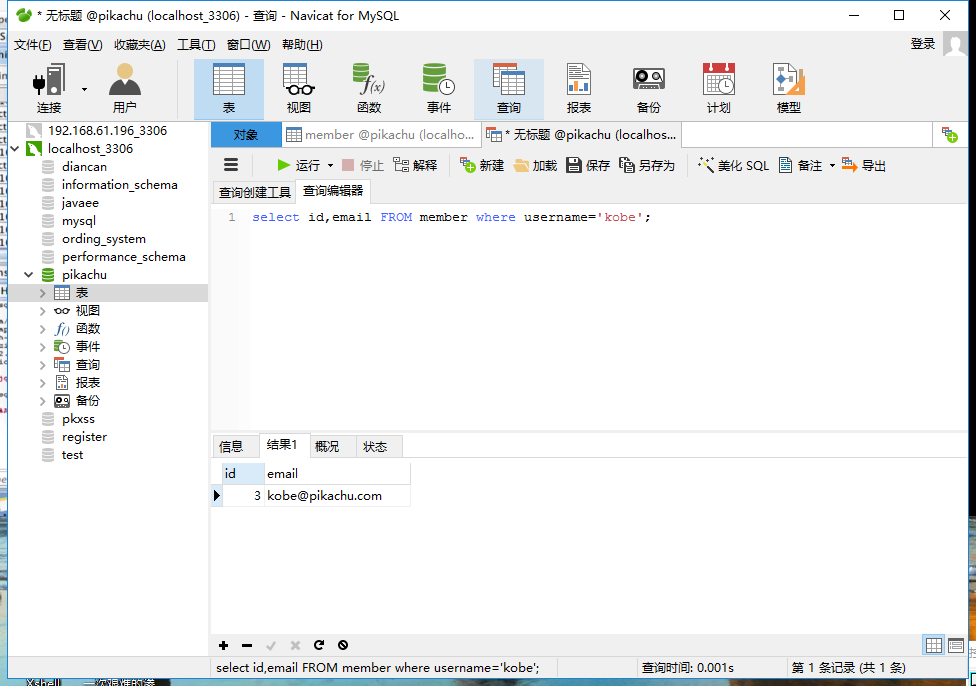 * 无标题 @pikachu (localhost_3306) - 查询 - Navicat for MySQL
文件(F) 查看(V) 收藏夹(A) 工具(T) 窗口(W) 帮助(H) 登录
连接 用户 表 视图 函数 事件 查询 报表 备份 计划 模型
192.168.61.196_3306
localhost_3306
diancan
information_schema
javaee
mysql
ording_system
performance_schema
pikachu
表
视图
函数
事件
查询
报表
备份
pkxss
register
test
对象 member @pikachu (localho... * 无标题 @pikachu (localhos...
运行 停止 解释 新建 加载 保存 另存为 美化 SQL 备注 导出
查询创建工具 查询编辑器
1 select id,email FROM member where username='kobe';
信息 结果1 概况 状态
id email
3 kobe@pikachu.com
select id,email FROM member where username='kobe'; 查询时间: 0.001s 第 1 条记录 (共 1 条)